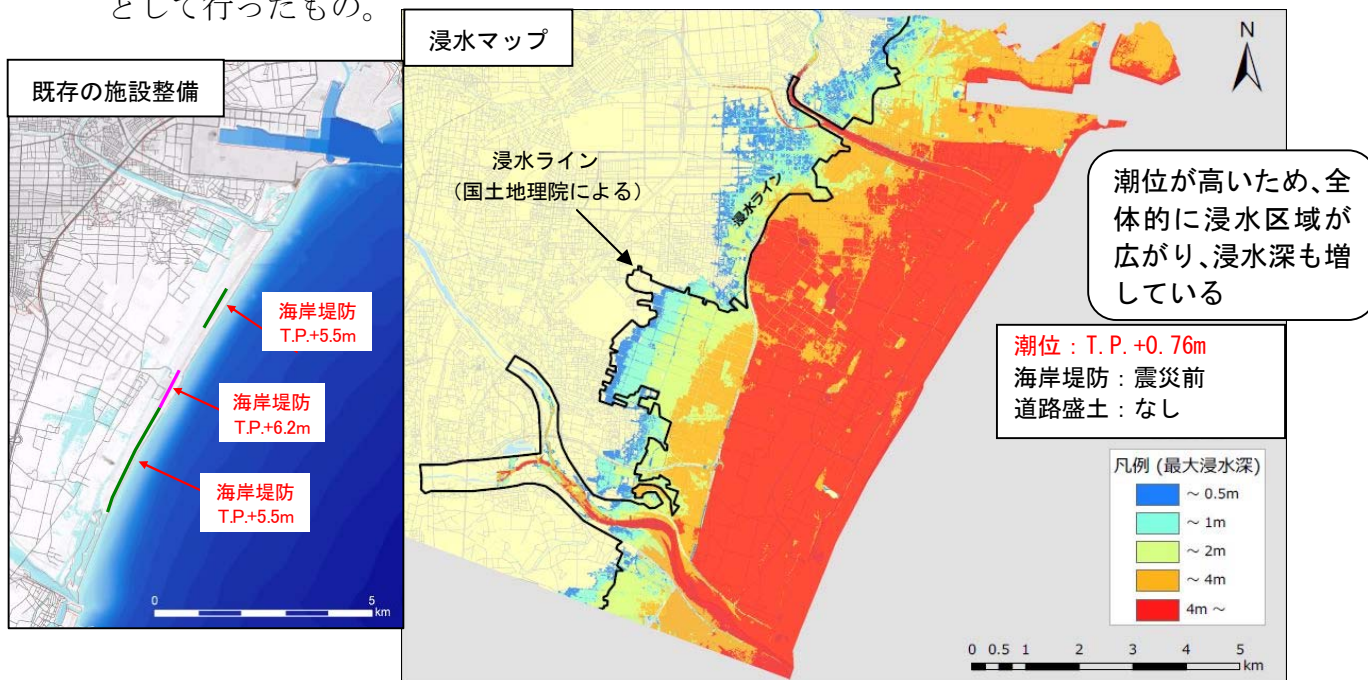 として行ったもの。
浸水マップ
既存の施設整備
海岸堤防
T.P.+5.5m
海岸堤防
T.P.+6.2m
海岸堤防
T.P.+5.5m
0 5
km
浸水ライン
（国土地理院による）
浸水ライン
N
潮位が高いため、全
体的に浸水区域が
広がり、浸水深も増
している
潮位：T.P.+0.76m
海岸堤防：震災前
道路盛土：なし
凡例 (最大浸水深)
～ 0.5m
～ 1m
～ 2m
～ 4m
4m ～
0 0.5 1 2 3 4 5
km